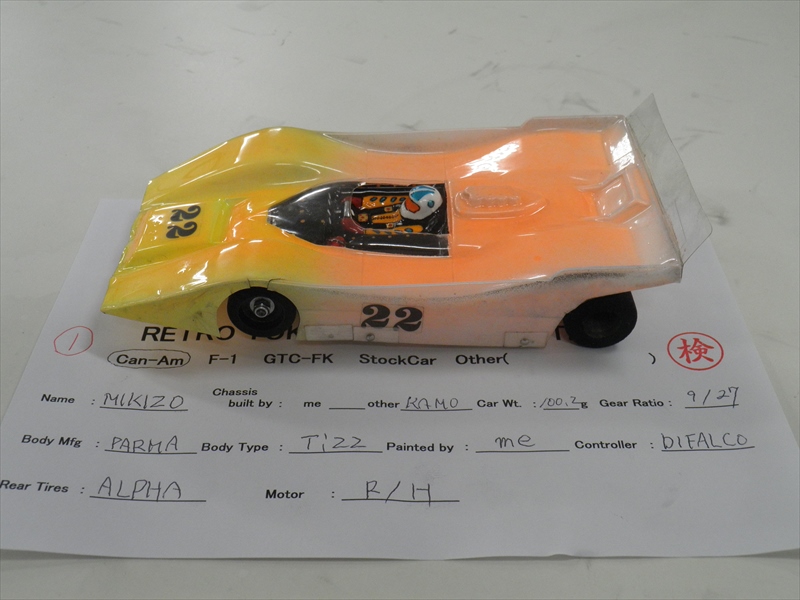 22
22
① RETRO
Can-Am F-1 GTC-FK StockCar Other( ) 検
Name : MIKIZO Chassis built by : me ___ other KAMO Car Wt. : 100.2g Gear Ratio : 9/27
Body Mfg : PARMA Body Type : Tizz Painted by : me Controller : DIFALCO
Rear Tires : ALPHA Motor : R/H